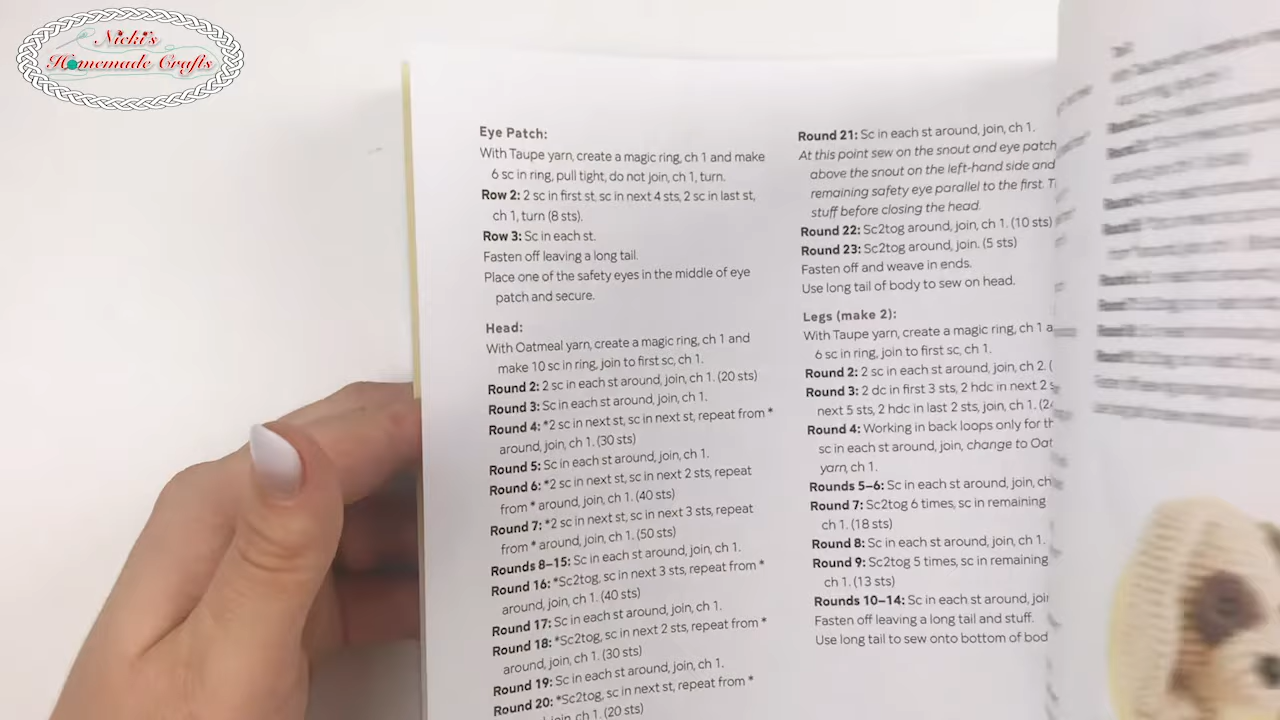 Nicki's
Homemade Crafts
Eye Patch:
With Taupe yarn, create a magic ring, ch 1 and make
6 sc in ring, pull tight, do not join, ch 1, turn.
Row 2: 2 sc in first st, sc in next 4 sts, 2 sc in last st,
ch 1, turn (8 sts).
Row 3: Sc in each st.
Fasten off leaving a long tail.
Place one of the safety eyes in the middle of eye
patch and secure.
Head:
With Oatmeal yarn, create a magic ring, ch 1 and
make 10 sc in ring, join to first sc, ch 1.
Round 2: 2 sc in each st around, join, ch 1. (20 sts)
Round 3: Sc in each st around, join, ch 1.
Round 4: *2 sc in next st, sc in next st, repeat from *
around, join, ch 1. (30 sts)
Round 5: Sc in each st around, join, ch 1.
Round 6: *2 sc in next st, sc in next 2 sts, repeat
from * around, join, ch 1. (40 sts)
Round 7: *2 sc in next st, sc in next 3 sts, repeat
from * around, join, ch 1. (50 sts)
Rounds 8–15: Sc in each st around, join, ch 1.
Round 16: *Sc2tog, sc in next 3 sts, repeat from *
around, join, ch 1. (40 sts)
Round 17: Sc in each st around, join, ch 1.
Round 18: *Sc2tog, sc in next 2 sts, repeat from *
around, join, ch 1. (30 sts)
Round 19: Sc in each st around, join, ch 1.
Round 20: *Sc2tog, sc in next st, repeat from *
join, ch 1. (20 sts)
Round 21: Sc in each st around, join, ch 1.
At this point sew on the snout and eye patch
above the snout on the left-hand side and
remaining safety eye parallel to the first.
stuff before closing the head.
Round 22: Sc2tog around, join, ch 1. (10 sts)
Round 23: Sc2tog around, join. (5 sts)
Fasten off and weave in ends.
Use long tail of body to sew on head.
Legs (make 2):
With Taupe yarn, create a magic ring, ch 1
6 sc in ring, join to first sc, ch 1.
Round 2: 2 sc in each st around, join, ch 2.
Round 3: 2 dc in first 3 sts, 2 hdc in next 2
next 5 sts, 2 hdc in last 2 sts, join, ch 1.
Round 4: Working in back loops only for
sc in each st around, join, change to
yarn, ch 1.
Rounds 5–6: Sc in each st around, join, ch
Round 7: Sc2tog 6 times, sc in remaining
ch 1. (18 sts)
Round 8: Sc in each st around, join, ch 1.
Round 9: Sc2tog 5 times, sc in remaining
ch 1. (13 sts)
Rounds 10–14: Sc in each st around,
Fasten off leaving a long tail and stuff.
Use long tail to sew onto bottom of